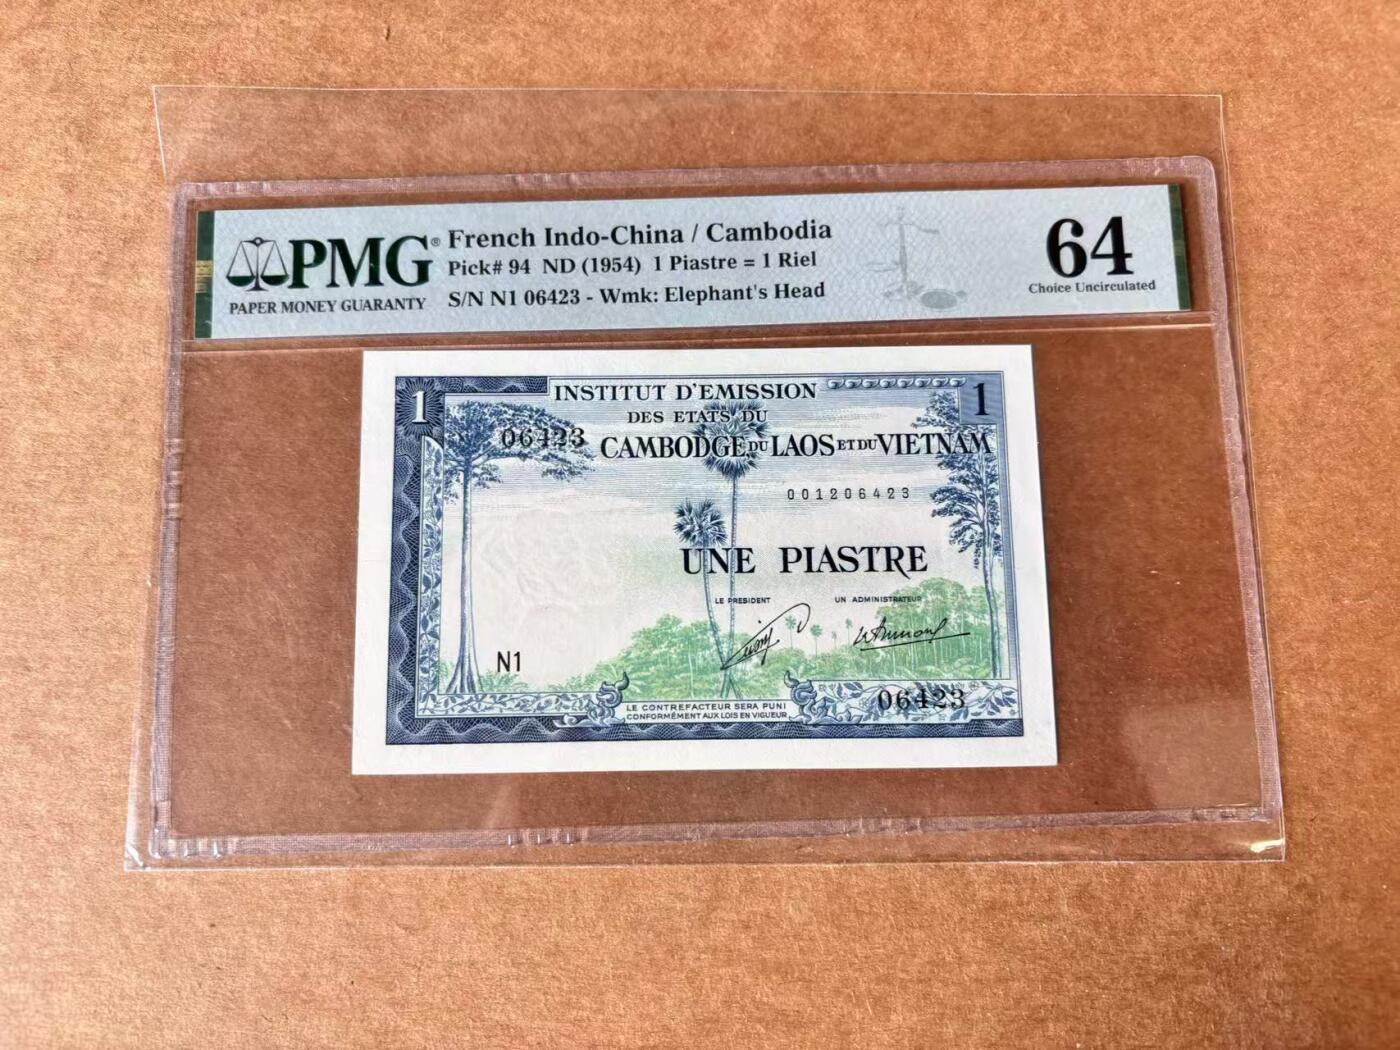 PMG®
PAPER MONEY GUARANTY
French Indo-China / Cambodia
Pick# 94 ND (1954) 1 Piastre = 1 Riel
S/N N1 06423 - Wmk: Elephant's Head
64
Choice Uncirculated
1
1
INSTITUT D'EMISSION
DES ETATS DU
06423
CAMBODGE, DU LAOS ET DU VIETNAM
001206423
UNE PIASTRE
LE PRESIDENT
UN ADMINISTRATEUR
N1
06423
LE CONTREFACTEUR SERA PUNI
CONFORMÉMENT AUX LOIS EN VIGUEUR